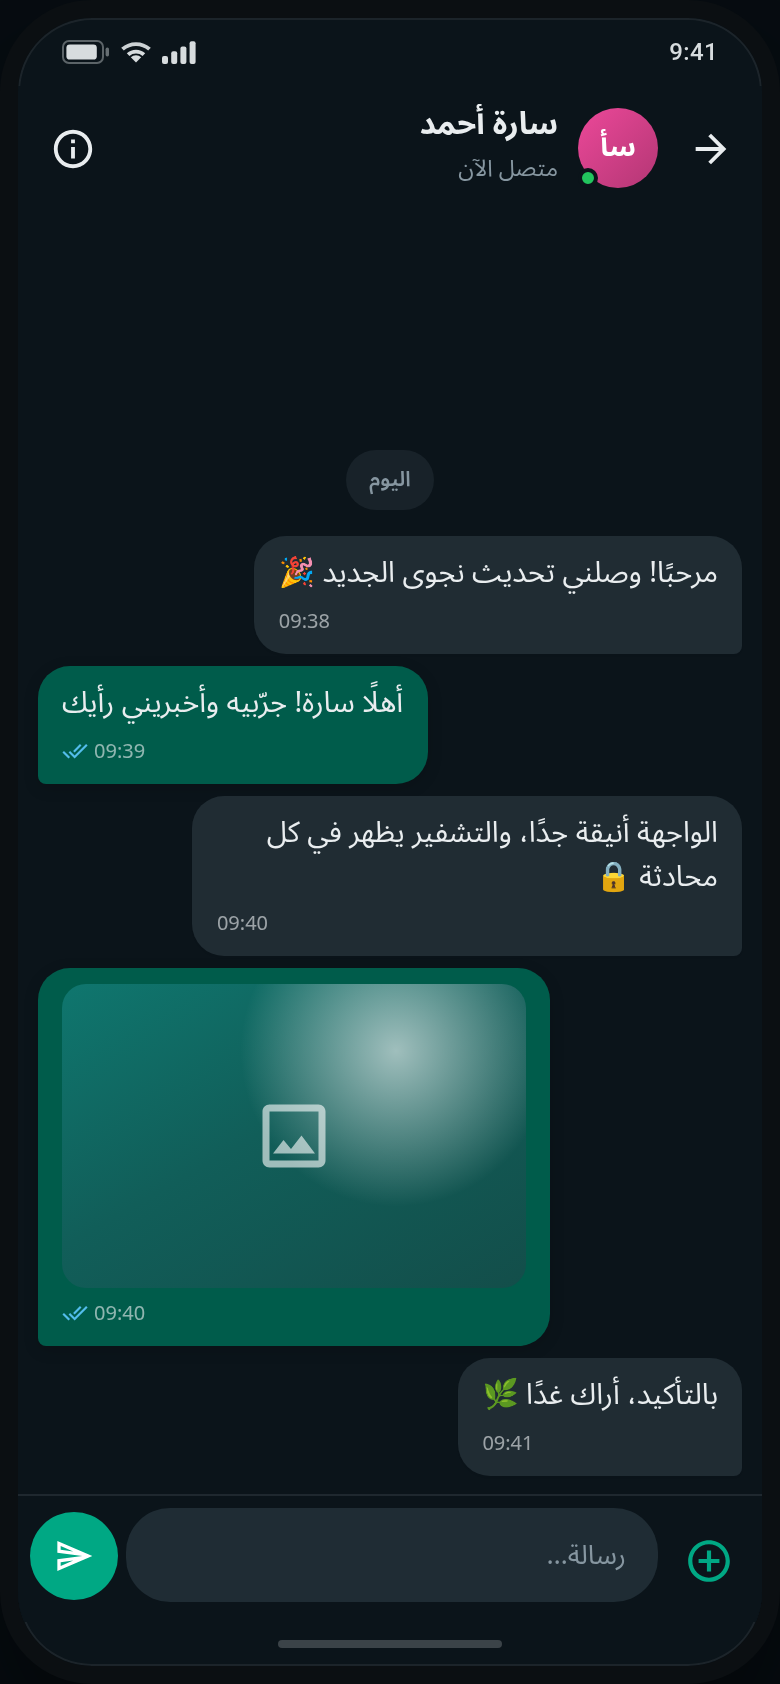 9:41
سارة أحمد
سأ
متصل الآن
اليوم
مرحبًا! وصلني تحديث نجوى الجديد 🎉
09:38
أهلًا سارة! جرّبيه وأخبريني رأيك
09:39
الواجهة أنيقة جدًا، والتشفير يظهر في كل
محادثة 🔒
09:40
09:40
بالتأكيد، أراك غدًا 🌿
09:41
رسالة...